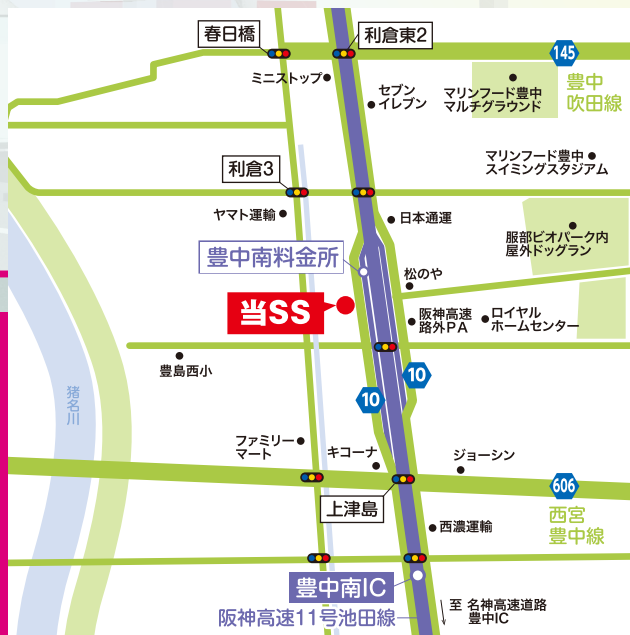 春日橋
利倉東2
145
豊中
吹田線
ミニストップ
セブン
イレブン
マリンフード豊中
マルチグラウンド
マリンフード豊中
スイミングスタジアム
利倉3
ヤマト運輸
日本通運
服部ビオパーク内
屋外ドッグラン
豊中南料金所
松のや
当SS
阪神高速
路外PA
ロイヤル
ホームセンター
豊島西小
10
10
猪名川
ファミリー
マート
キコーナ
ジョーシン
606
西宮
豊中線
上津島
西濃運輸
豊中南IC
阪神高速11号池田線
至 名神高速道路
豊中IC